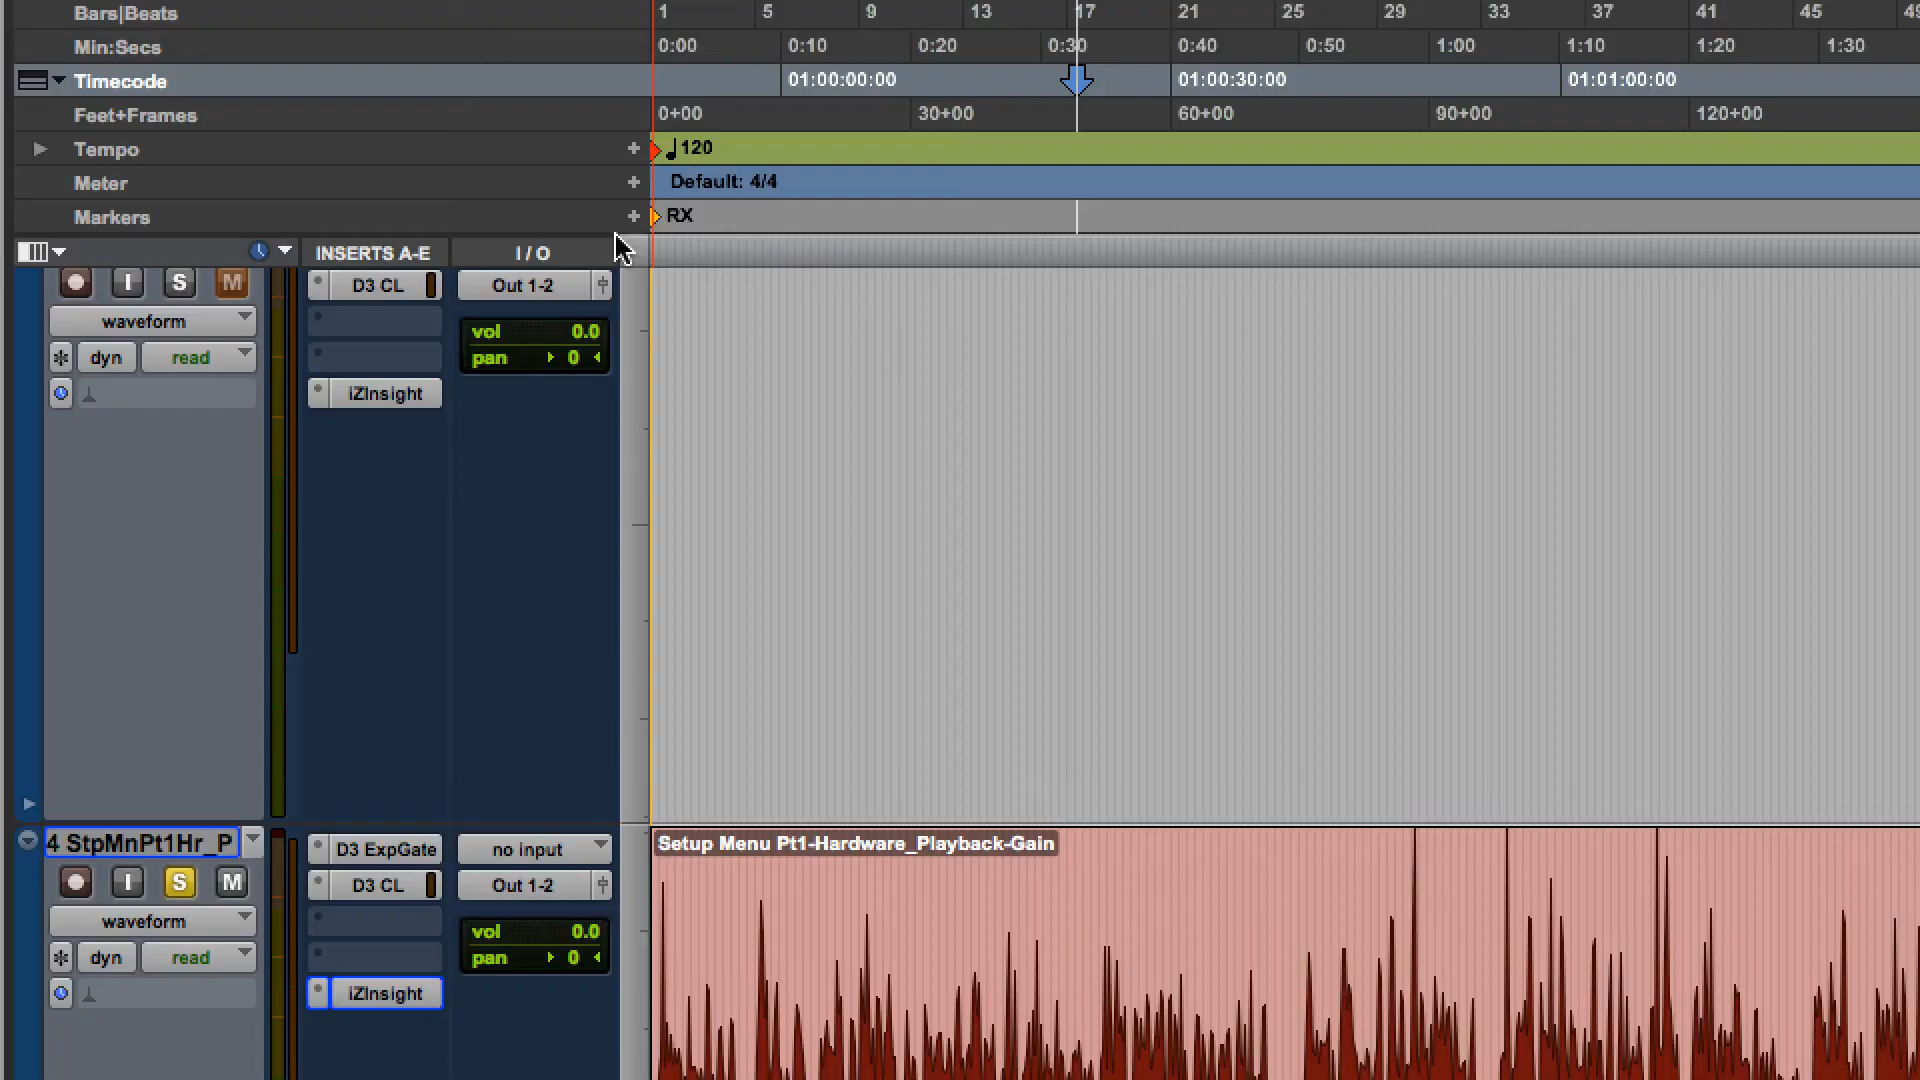 Bars|Beats 1 5 9 13 17 21 25 29 33 37 41 45
Min:Secs 0:00 0:10 0:20 0:30 0:40 0:50 1:00 1:10 1:20 1:30
Timecode 01:00:00:00 01:00:30:00 01:01:00:00
Feet+Frames 0+00 30+00 60+00 90+00 120+00
Tempo + 120
Meter + Default: 4/4
Markers + RX
INSERTS A-E I / O
I S M D3 CL Out 1-2
waveform
vol 0.0
dyn read
pan 0
iZInsight
4 StpMnPt1Hr_P D3 ExpGate no input Setup Menu Pt1-Hardware_Playback-Gain
I S M D3 CL Out 1-2
waveform
vol 0.0
dyn read
pan 0
iZInsight